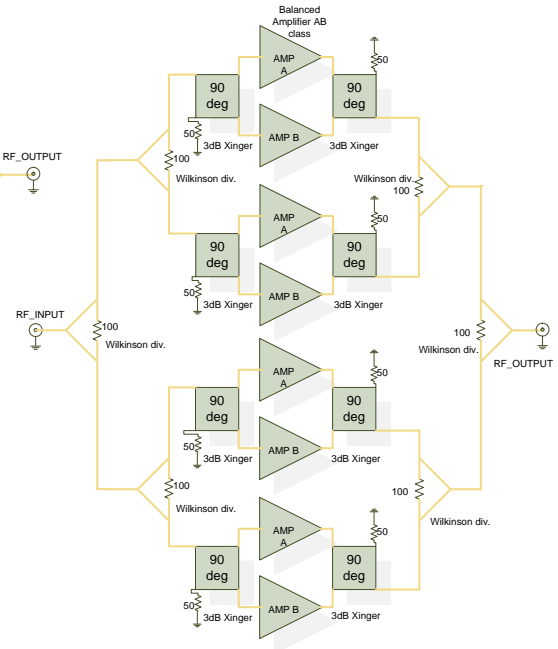 Balanced
Amplifier AB
class
AMP
A
50
90
deg
90
deg
50
AMP B
3dB Xinger
3dB Xinger
RF_OUTPUT
100
Wilkinson div.
Wilkinson div.
100
AMP
A
50
90
deg
90
deg
50
AMP B
3dB Xinger
3dB Xinger
RF_INPUT
100
Wilkinson div.
100
Wilkinson div.
RF_OUTPUT
AMP
A
50
90
deg
90
deg
50
AMP B
3dB Xinger
3dB Xinger
100
Wilkinson div.
100
Wilkinson div.
AMP
A
50
90
deg
90
deg
50
AMP B
3dB Xinger
3dB Xinger